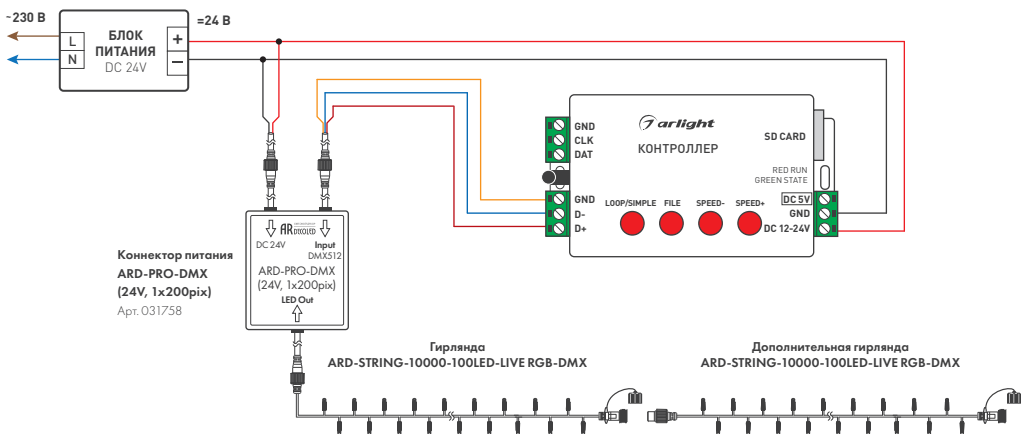 ~230 В
=24 В
L
N
БЛОК
ПИТАНИЯ
DC 24V
+
−
GND
CLK
DAT
GND
D-
D+
arlight
КОНТРОЛЛЕР
SD CARD
RED RUN
GREEN STATE
LOOP/SIMPLE
FILE
SPEED-
SPEED+
DC 5V
GND
DC 12-24V
Коннектор питания
ARD-PRO-DMX
(24V, 1x200pix)
Арт. 031758
DC 24V
Input
DMX512
ARD-PRO-DMX
(24V, 1x200pix)
LED Out
Гирлянда
ARD-STRING-10000-100LED-LIVE RGB-DMX
Дополнительная гирлянда
ARD-STRING-10000-100LED-LIVE RGB-DMX